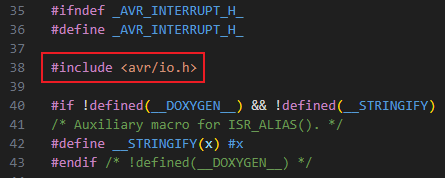 35 #ifndef _AVR_INTERRUPT_H_
36 #define _AVR_INTERRUPT_H_
37
38 #include <avr/io.h>
39
40 #if !defined(__DOXYGEN__) && !defined(__STRINGIFY)
41 /* Auxiliary macro for ISR_ALIAS(). */
42 #define __STRINGIFY(x) #x
43 #endif /* !defined(__DOXYGEN__) */